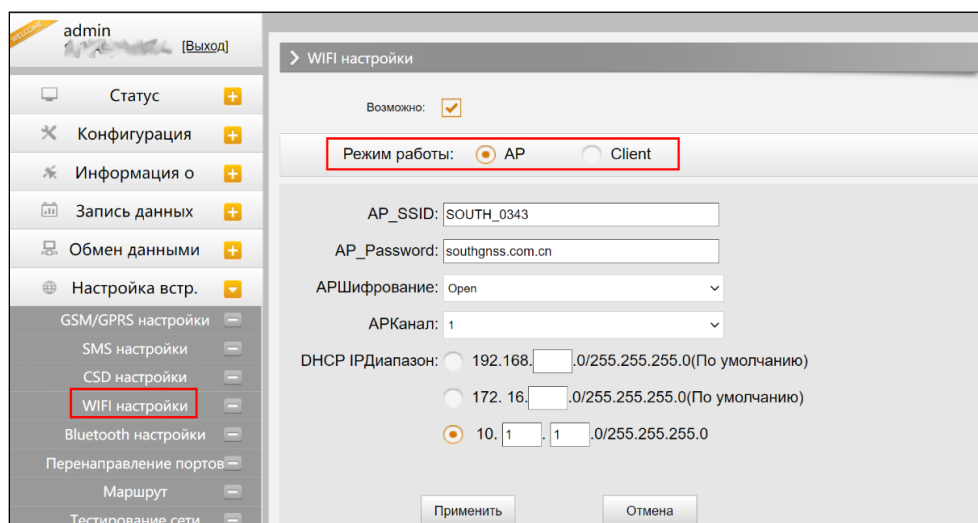 WELCOME
admin
[Выход]
Статус
Конфигурация
Информация о
Запись данных
Обмен данными
Настройка встр.
GSM/GPRS настройки
SMS настройки
CSD настройки
WIFI настройки
Bluetooth настройки
Перенаправление портов
Маршрут
Тестирование сети
WIFI настройки
Возможно:
Режим работы: AP Client
AP_SSID: SOUTH_0343
AP_Password: southgnss.com.cn
APШифрование: Open
APКанал: 1
DHCP IPДиапазон: 192.168. .0/255.255.255.0(По умолчанию)
172. 16. .0/255.255.255.0(По умолчанию)
10. 1 . 1 .0/255.255.255.0
Применить Отмена